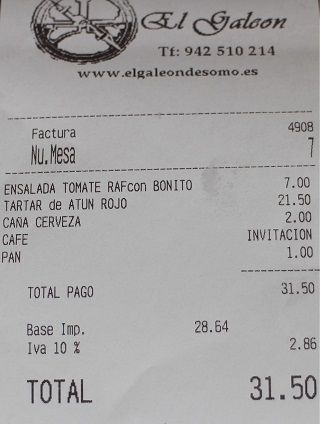 El Galeon
Tf: 942 510 214
www.elgaleondesomo.es
Factura 4908
Nu.Mesa 7
ENSALADA TOMATE RAFcon BONITO 7.00
TARTAR de ATUN ROJO 21.50
CAÑA CERVEZA 2.00
CAFE INVITACION
PAN 1.00
TOTAL PAGO 31.50
Base Imp. 28.64
Iva 10 % 2.86
TOTAL 31.50